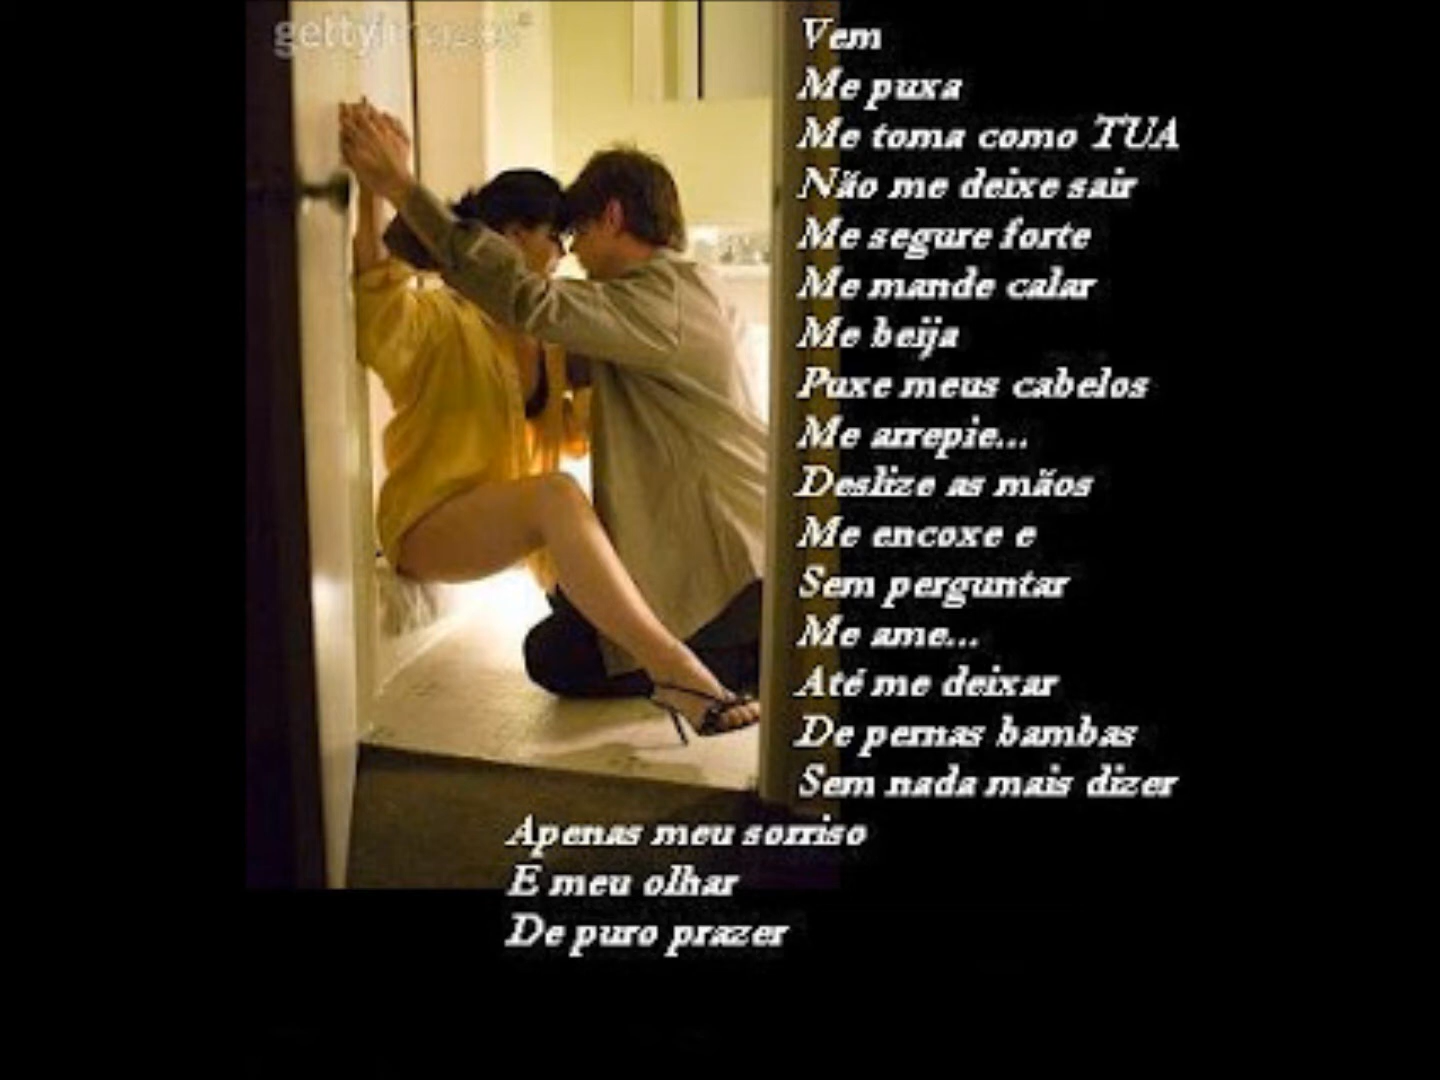 gettyimages
Vem
Me puxa
Me toma como TUA
Não me deixe sair
Me segure forte
Me mande calar
Me beija
Puxe meus cabelos
Me arrepie...
Deslize as mãos
Me encoxe e
Sem perguntar
Me ame...
Até me deixar
De pernas bambas
Sem nada mais dizer
Apenas meu sorriso
E meu olhar
De puro prazer